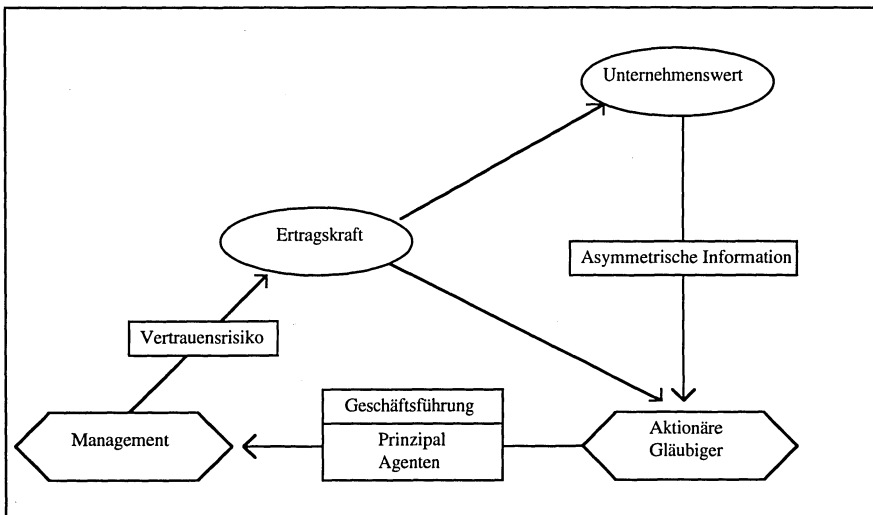 Unternehmenswert
Ertragskraft
Asymmetrische Information
Vertrauensrisiko
Geschäftsführung
Prinzipal
Agenten
Management
Aktionäre
Gläubiger